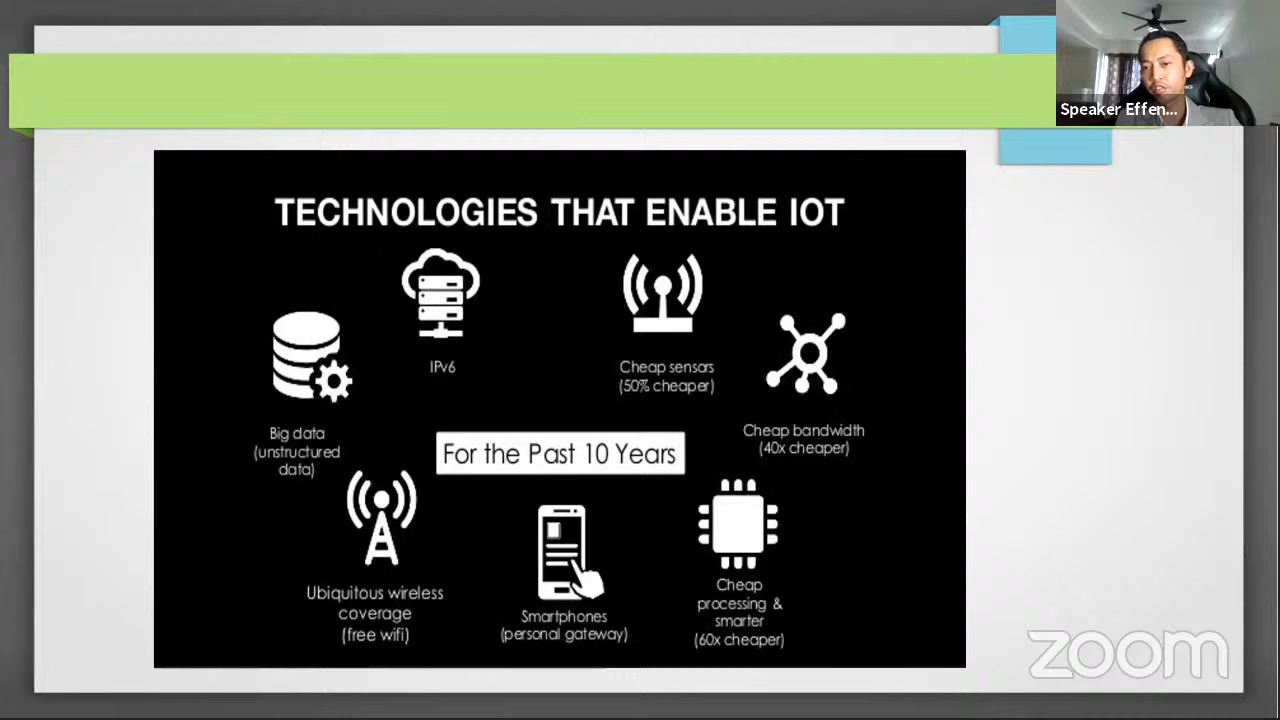 Speaker Effen...
TECHNOLOGIES THAT ENABLE IOT
IPv6
Cheap sensors
(50% cheaper)
Big data
(unstructured
data)
Cheap bandwidth
(40x cheaper)
For the Past 10 Years
Ubiquitous wireless
coverage
(free wifi)
Smartphones
(personal gateway)
Cheap
processing &
smarter
(60x cheaper)
zoom